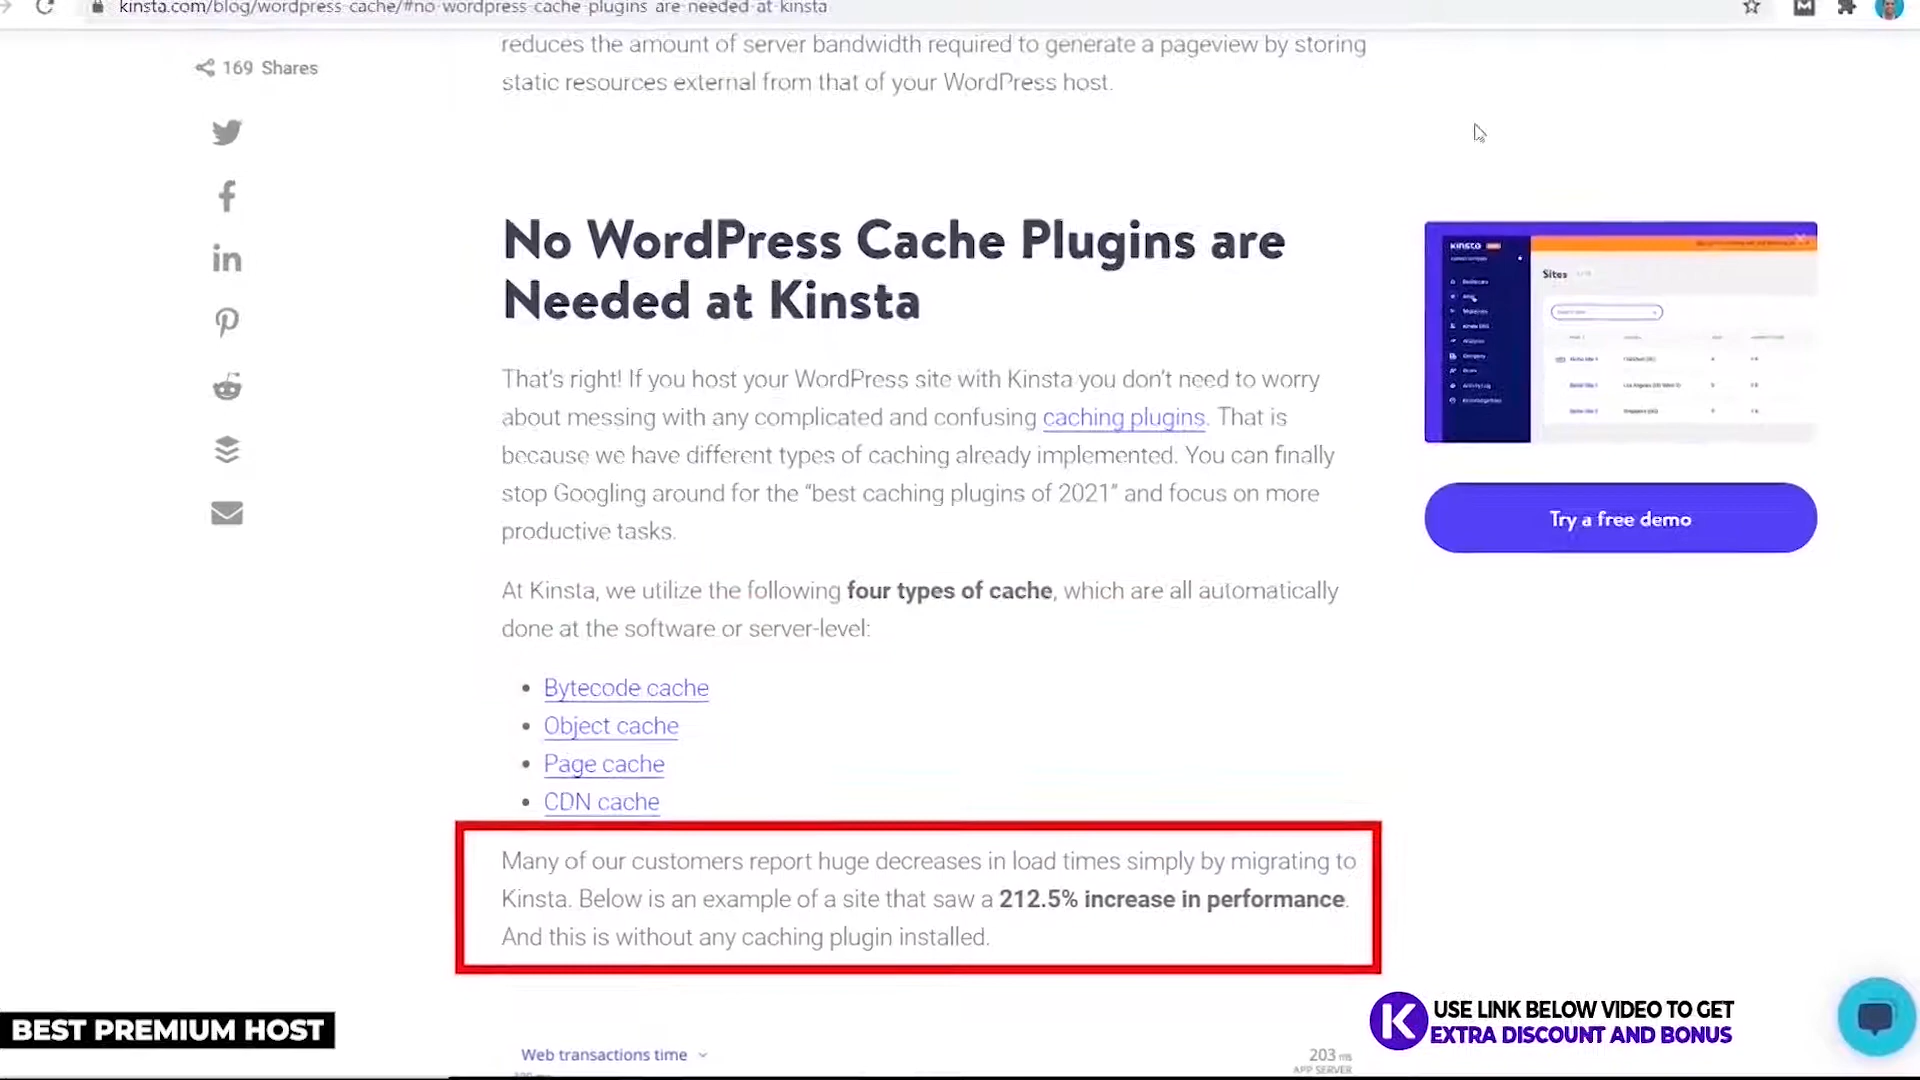 kinsta.com/blog/wordpress-cache/#no-wordpress-cache-plugins-are-needed-at-kinsta
reduces the amount of server bandwidth required to generate a pageview by storing
static resources external from that of your WordPress host.
169 Shares
No WordPress Cache Plugins are
Needed at Kinsta
That's right! If you host your WordPress site with Kinsta you don't need to worry
about messing with any complicated and confusing caching plugins. That is
because we have different types of caching already implemented. You can finally
stop Googling around for the “best caching plugins of 2021” and focus on more
productive tasks.
At Kinsta, we utilize the following four types of cache, which are all automatically
done at the software or server-level:
Bytecode cache
Object cache
Page cache
CDN cache
Many of our customers report huge decreases in load times simply by migrating to
Kinsta. Below is an example of a site that saw a 212.5% increase in performance.
And this is without any caching plugin installed.
Web transactions time
203 ms
APP SERVER
KINSTA
Sites
Try a free demo
BEST PREMIUM HOST
K
USE LINK BELOW VIDEO TO GET
EXTRA DISCOUNT AND BONUS